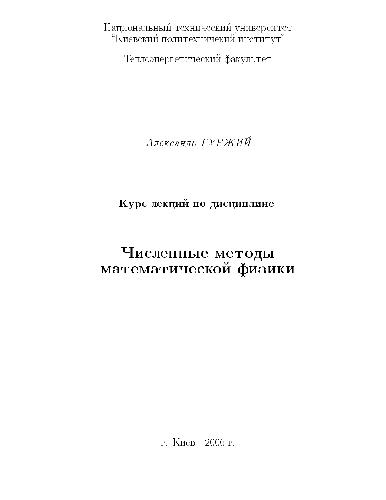 Национальный технический университет
"Киевский политехнический институт"
Теплоэнергетический факультет
Александр ГУРЖИЙ
Курс лекций по дисциплине
Численные методы
математической физики
г. Киев - 2006 г.